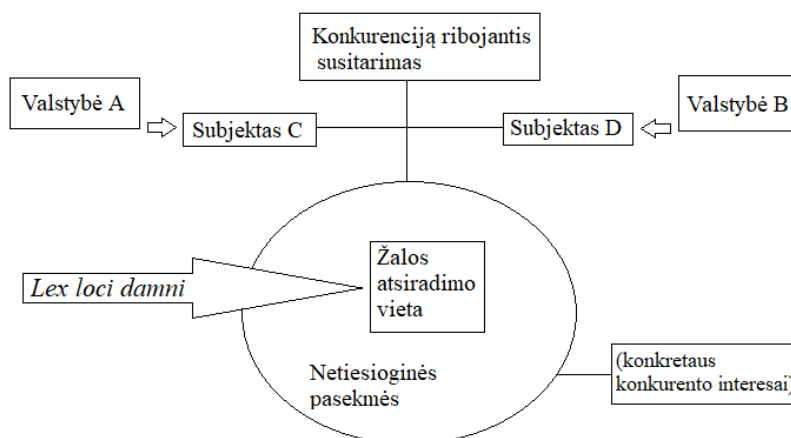 Konkurenciją ribojantis
susitarimas
Valstybė A
Valstybė B
Subjektas C
Subjektas D
Lex loci damni
Žalos
atsiradimo
vieta
Netiesioginės
pasekmės
(konkretaus
konkurento interesai)